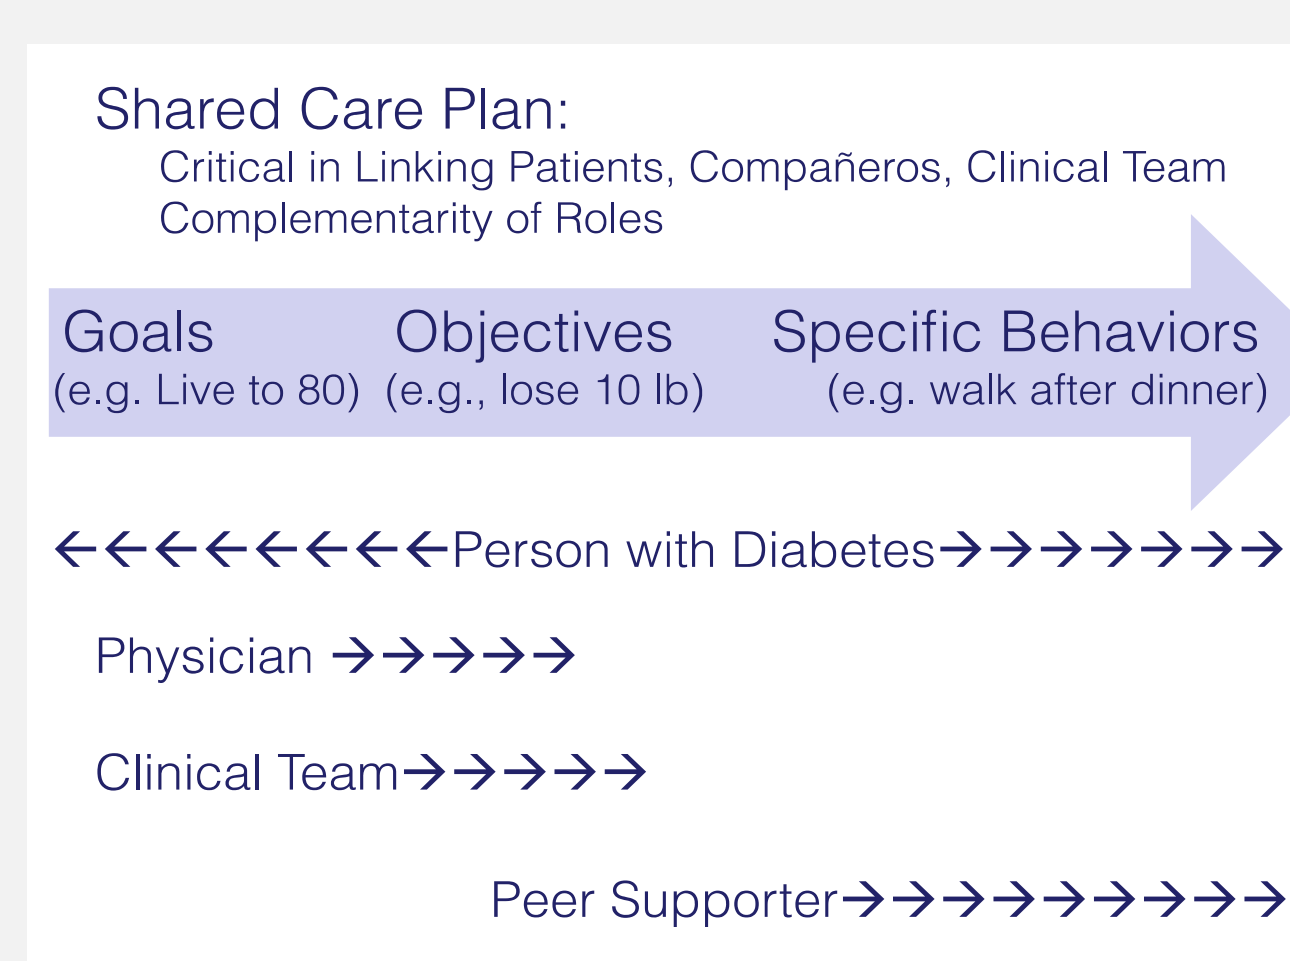 Shared Care Plan:
Critical in Linking Patients, Compañeros, Clinical Team
Complementarity of Roles
Goals Objectives Specific Behaviors
(e.g. Live to 80) (e.g., lose 10 lb) (e.g. walk after dinner)
←←←←←←←←Person with Diabetes→→→→→→→
Physician →→→→→
Clinical Team→→→→→
Peer Supporter→→→→→→→→→